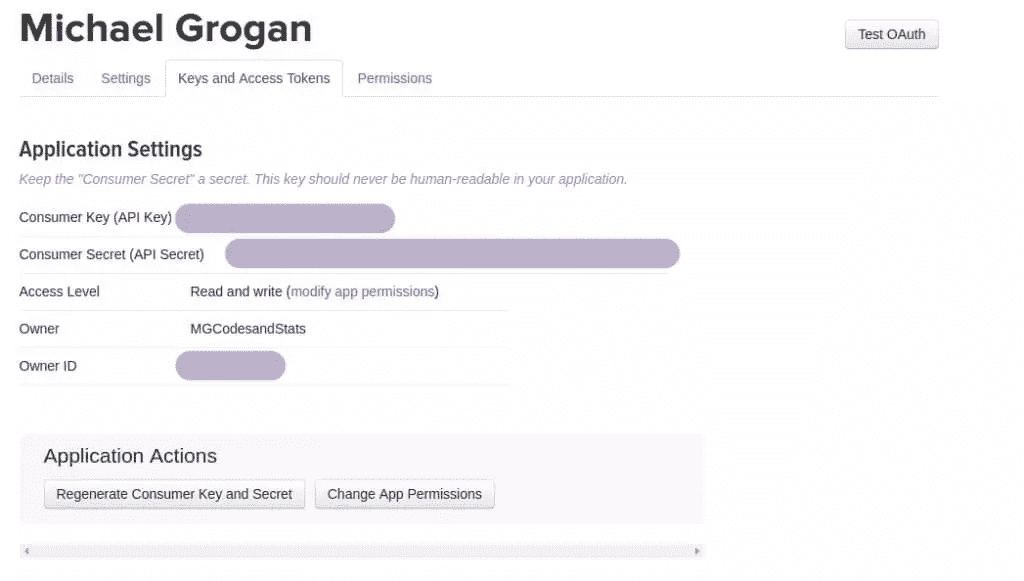 Michael Grogan
Test OAuth
Details Settings Keys and Access Tokens Permissions
Application Settings
Keep the "Consumer Secret" a secret. This key should never be human-readable in your application.
Consumer Key (API Key)
Consumer Secret (API Secret)
Access Level Read and write (modify app permissions)
Owner MGCodesandStats
Owner ID
Application Actions
Regenerate Consumer Key and Secret Change App Permissions